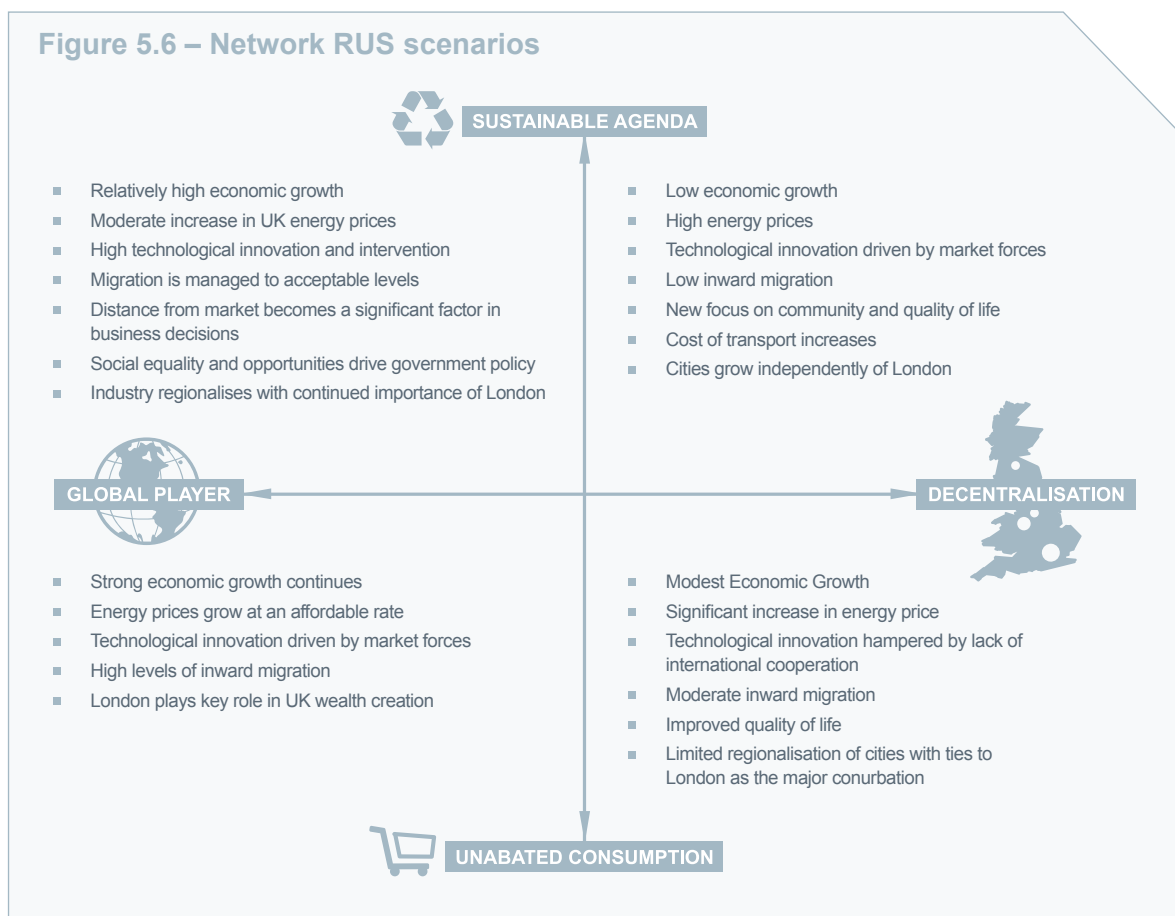 Figure 5.6 – Network RUS scenarios
SUSTAINABLE AGENDA
Relatively high economic growth
Moderate increase in UK energy prices
High technological innovation and intervention
Migration is managed to acceptable levels
Distance from market becomes a significant factor in
business decisions
Social equality and opportunities drive government policy
Industry regionalises with continued importance of London
Low economic growth
High energy prices
Technological innovation driven by market forces
Low inward migration
New focus on community and quality of life
Cost of transport increases
Cities grow independently of London
GLOBAL PLAYER
DECENTRALISATION
Strong economic growth continues
Energy prices grow at an affordable rate
Technological innovation driven by market forces
High levels of inward migration
London plays key role in UK wealth creation
Modest Economic Growth
Significant increase in energy price
Technological innovation hampered by lack of
international cooperation
Moderate inward migration
Improved quality of life
Limited regionalisation of cities with ties to
London as the major conurbation
UNABATED CONSUMPTION